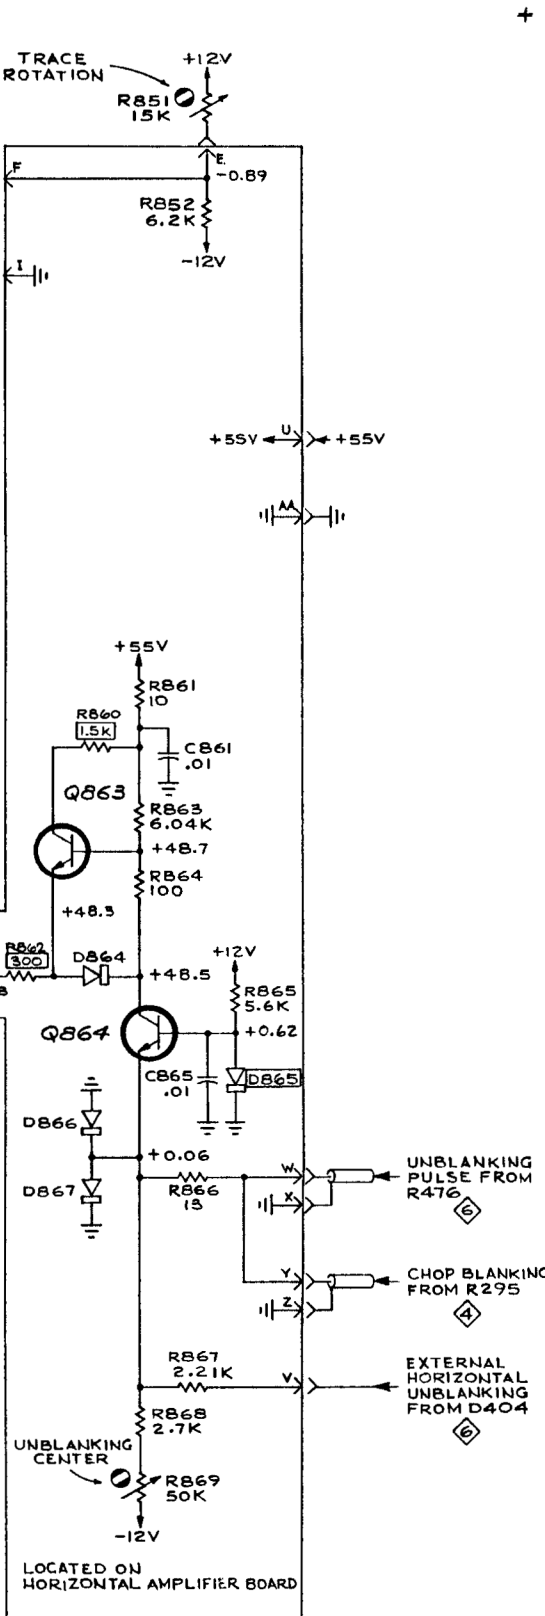 +
TRACE
ROTATION
+12V
R851
15K
E
-0.89
F
R852
6.2K
-12V
I
+55V
U
+55V
AA
+55V
R861
10
R860
1.5K
C861
.01
Q863
R863
6.04K
+48.7
R864
100
+48.3
R862
300
D864
+48.5
+12V
R865
5.6K
Q864
+0.62
C865
.01
D865
D866
+0.06
D867
R866
13
W
X
UNBLANKING
PULSE FROM
R476
6
Y
Z
CHOP BLANKING
FROM R295
4
R867
2.21K
V
EXTERNAL
HORIZONTAL
UNBLANKING
FROM D404
6
R868
2.7K
UNBLANKING
CENTER
R869
50K
-12V
LOCATED ON
HORIZONTAL AMPLIFIER BOARD